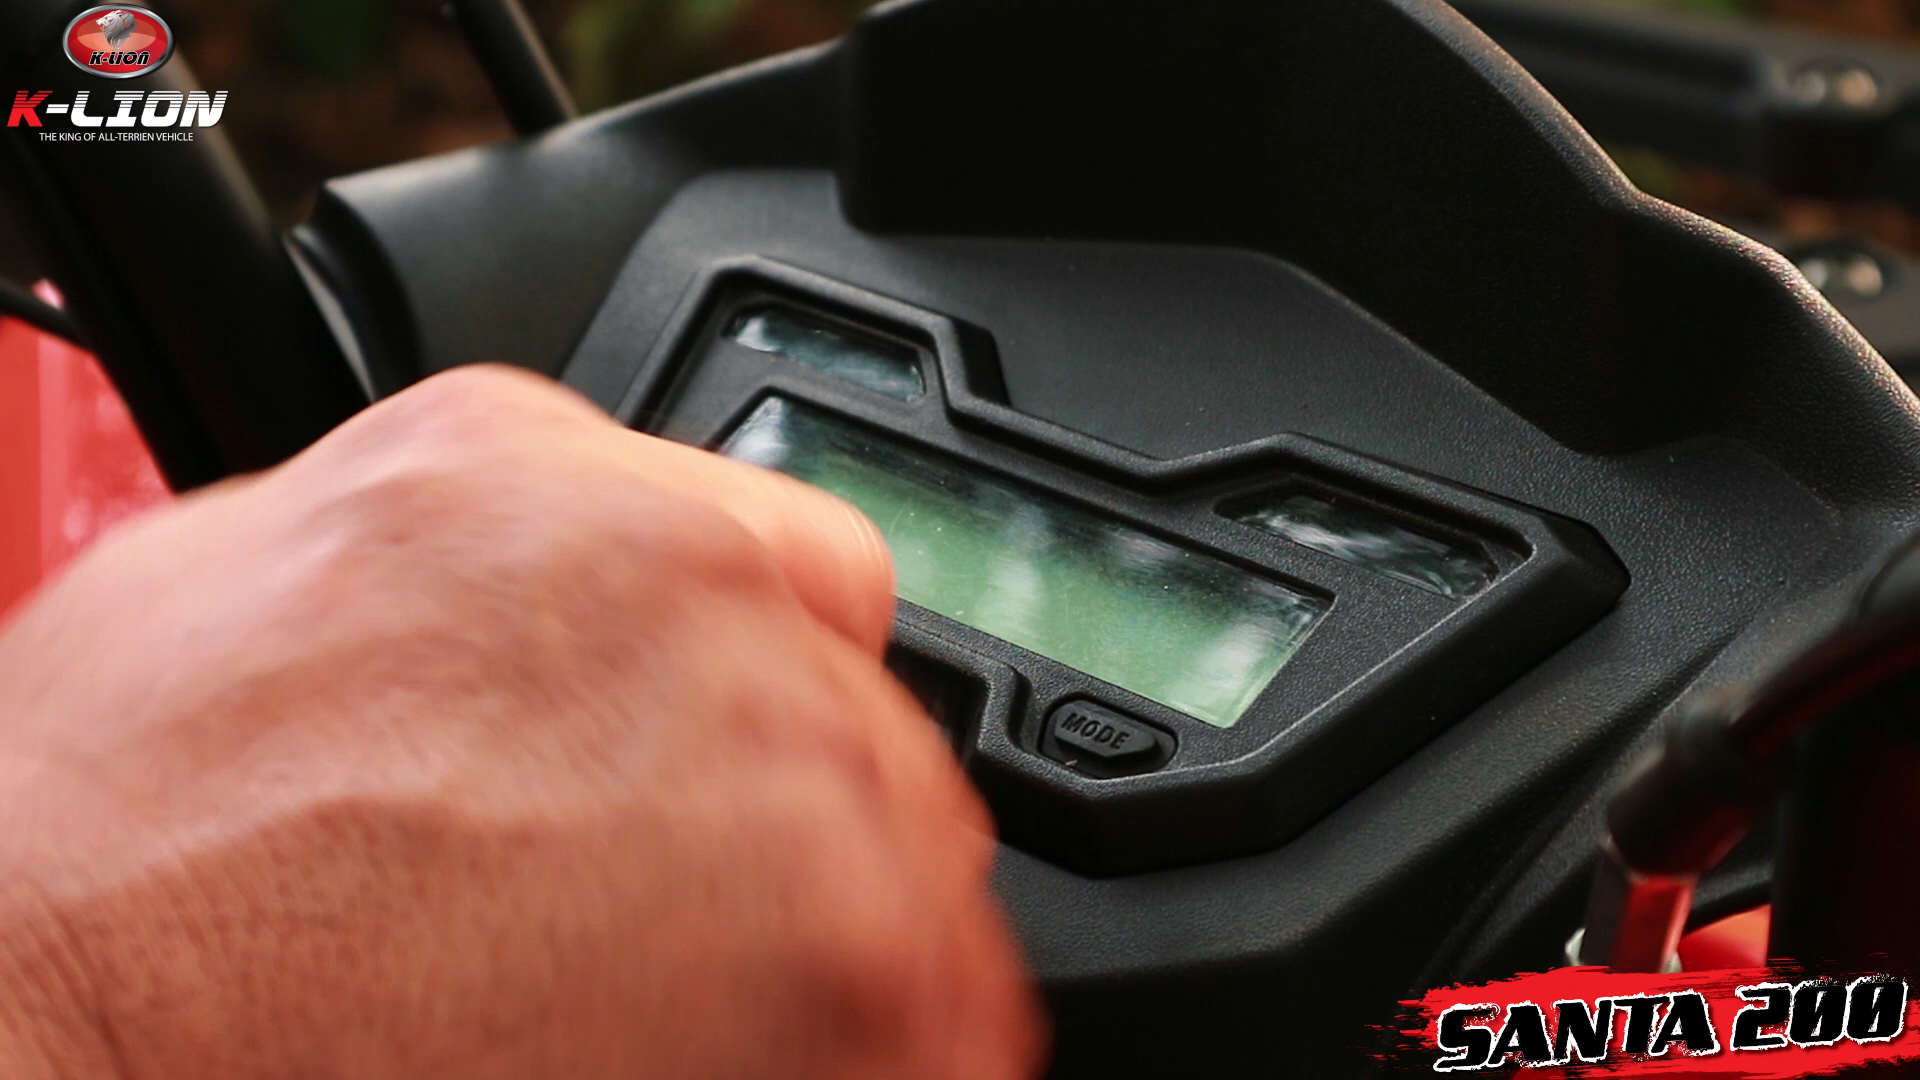 K-LION
K-LION
THE KING OF ALL-TERRIEN VEHICLE
MODE
SANTA 200